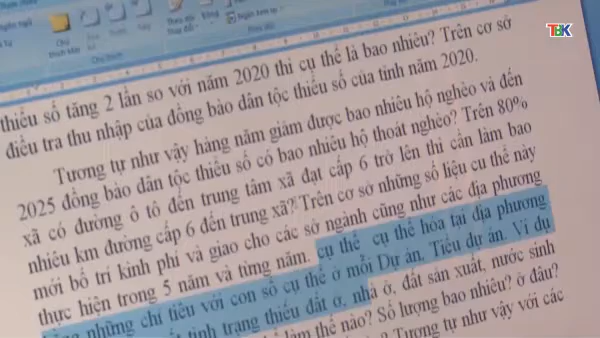 TBK
thiểu số tăng 2 lần so với năm 2020 thì cụ thể là bao nhiêu? Trên cơ sở
điều tra thu nhập của đồng bào dân tộc thiểu số của tỉnh năm 2020.
Tương tự như vậy hàng năm giảm được bao nhiêu hộ nghèo và đến
2025 đồng bào dân tộc thiểu số có bao nhiêu hộ thoát nghèo? Trên 80%
xã có đường ô tô đến trung tâm xã đạt cấp 6 trở lên thì cần làm bao
nhiêu km đường cấp 6 đến trung xã? Trên cơ sở những số liệu cu thể này
mới bố trí kinh phí và giao cho các sở ngành cũng như các địa phương
thực hiện trong 5 năm và từng năm. cụ thể cụ thể hóa tai địa phương
những chỉ tiêu với con số cụ thể ở mỗi Dự án, Tiểu dự án. Ví dụ
tình trạng thiếu đất ở, nhà ở, đất sản xuất, nước sinh
làm thế nào? Số lượng bao nhiêu? ở đâu?
? Tương tự như vậy với các